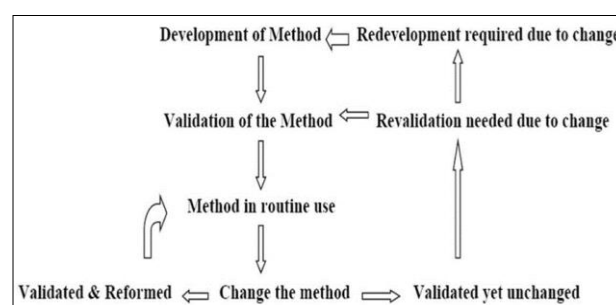 Development of Method Redevelopment required due to change
Validation of the Method Revalidation needed due to change
Method in routine use
Validated & Reformed Change the method Validated yet unchanged